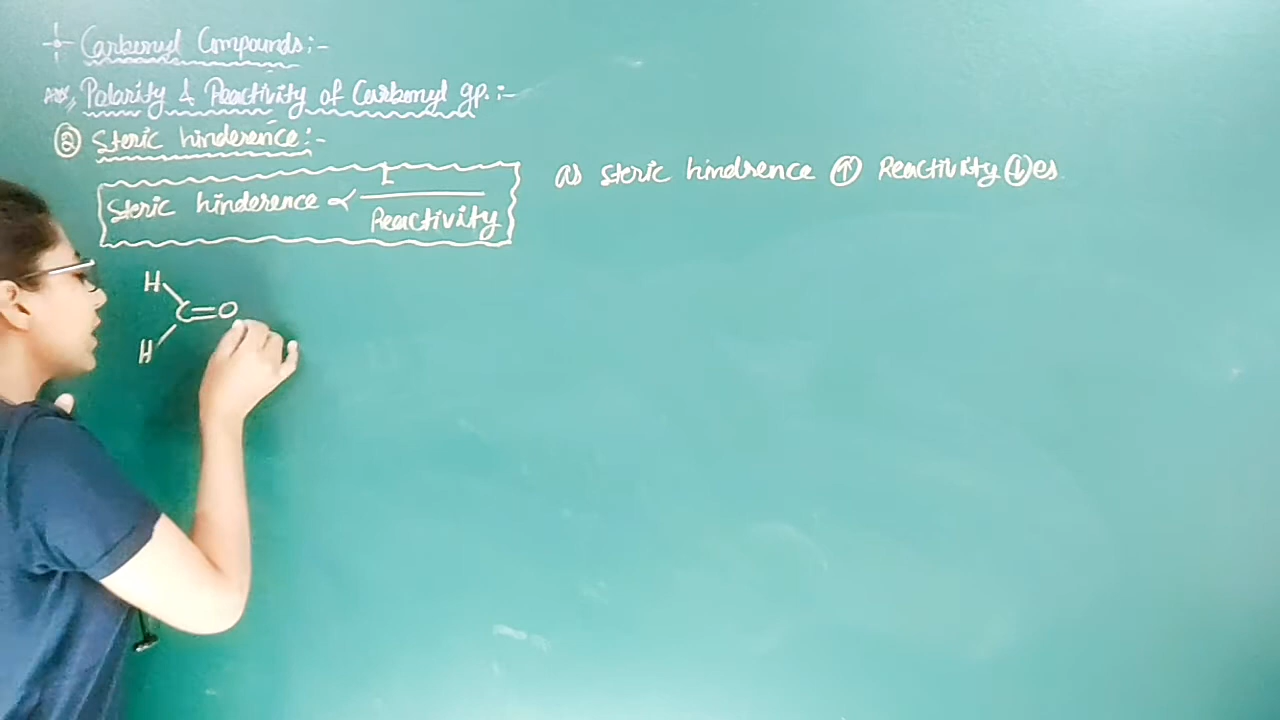 Carbonyl Compounds:-
Polarity & Reactivity of Carbonyl gp.:-
② Steric hinderence:-
Steric hinderence ∝ 1/Reactivity
as steric hindrence ↑ Reactivity ↓es
H
C=O
H